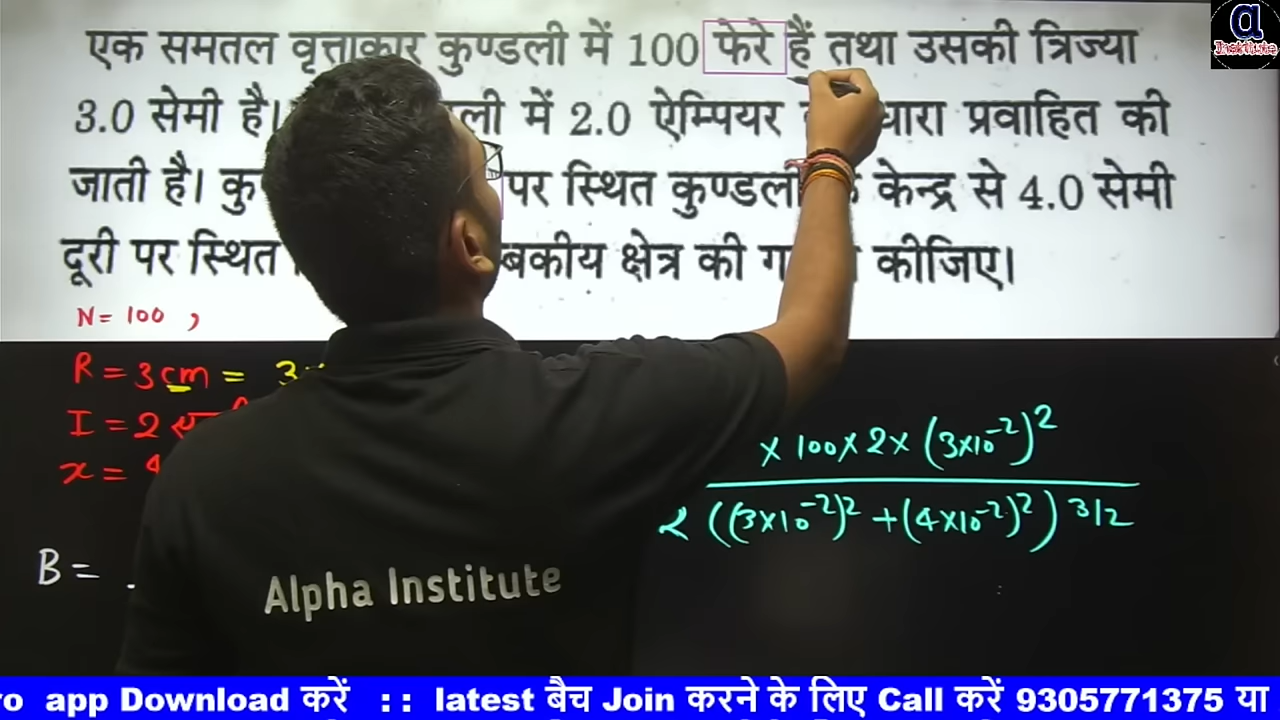 a
Institute
एक समतल वृत्ताकार कुण्डली में 100 फेरे हैं तथा उसकी त्रिज्या
3.0 सेमी है। ली में 2.0 ऐम्पियर धारा प्रवाहित की
जाती है। कु पर स्थित कुण्डली के केन्द्र से 4.0 सेमी
दूरी पर स्थित बकीय क्षेत्र की ग कीजिए।
N = 100 ,
R = 3 cm = 3
I = 2
x = 4
× 100 × 2 × (3×10⁻²)²
2 ((3×10⁻²)² + (4×10⁻²)²) 3/2
B =
Alpha Institute
ro app Download करें :: latest बैच Join करने के लिए Call करें 9305771375 या